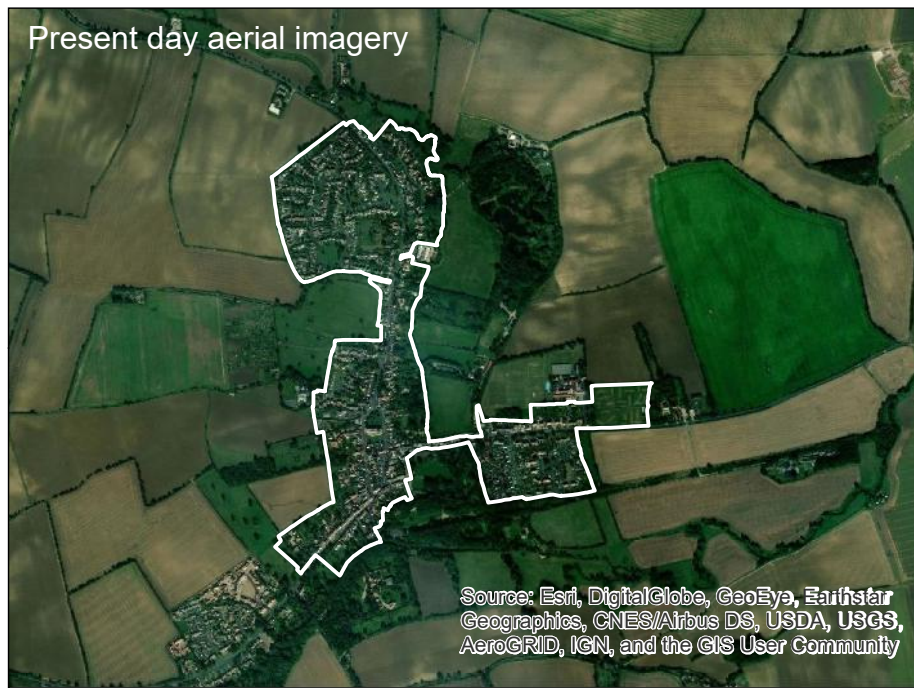 Present day aerial imagery
Source: Esri, DigitalGlobe, GeoEye, Earthstar
Geographics, CNES/Airbus DS, USDA, USGS,
AeroGRID, IGN, and the GIS User Community